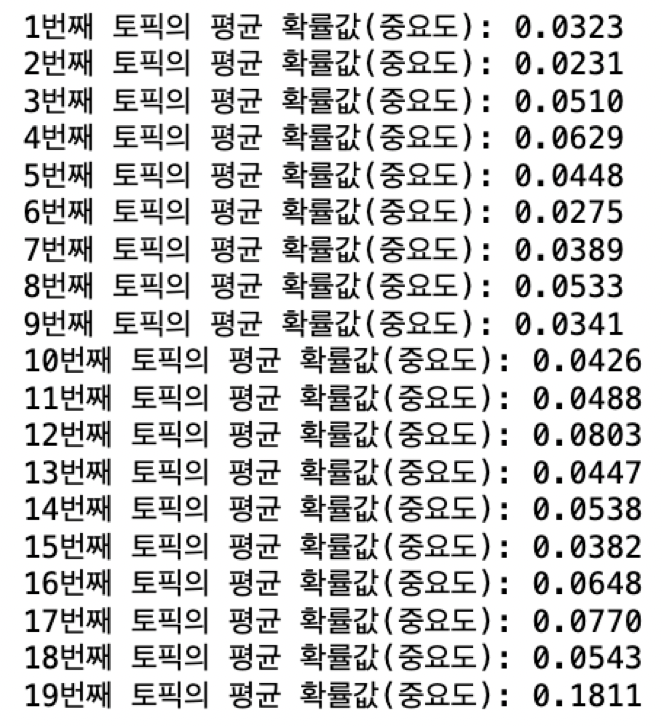 1번째 토픽의 평균 확률값(중요도): 0.0323
2번째 토픽의 평균 확률값(중요도): 0.0231
3번째 토픽의 평균 확률값(중요도): 0.0510
4번째 토픽의 평균 확률값(중요도): 0.0629
5번째 토픽의 평균 확률값(중요도): 0.0448
6번째 토픽의 평균 확률값(중요도): 0.0275
7번째 토픽의 평균 확률값(중요도): 0.0389
8번째 토픽의 평균 확률값(중요도): 0.0533
9번째 토픽의 평균 확률값(중요도): 0.0341
10번째 토픽의 평균 확률값(중요도): 0.0426
11번째 토픽의 평균 확률값(중요도): 0.0488
12번째 토픽의 평균 확률값(중요도): 0.0803
13번째 토픽의 평균 확률값(중요도): 0.0447
14번째 토픽의 평균 확률값(중요도): 0.0538
15번째 토픽의 평균 확률값(중요도): 0.0382
16번째 토픽의 평균 확률값(중요도): 0.0648
17번째 토픽의 평균 확률값(중요도): 0.0770
18번째 토픽의 평균 확률값(중요도): 0.0543
19번째 토픽의 평균 확률값(중요도): 0.1811